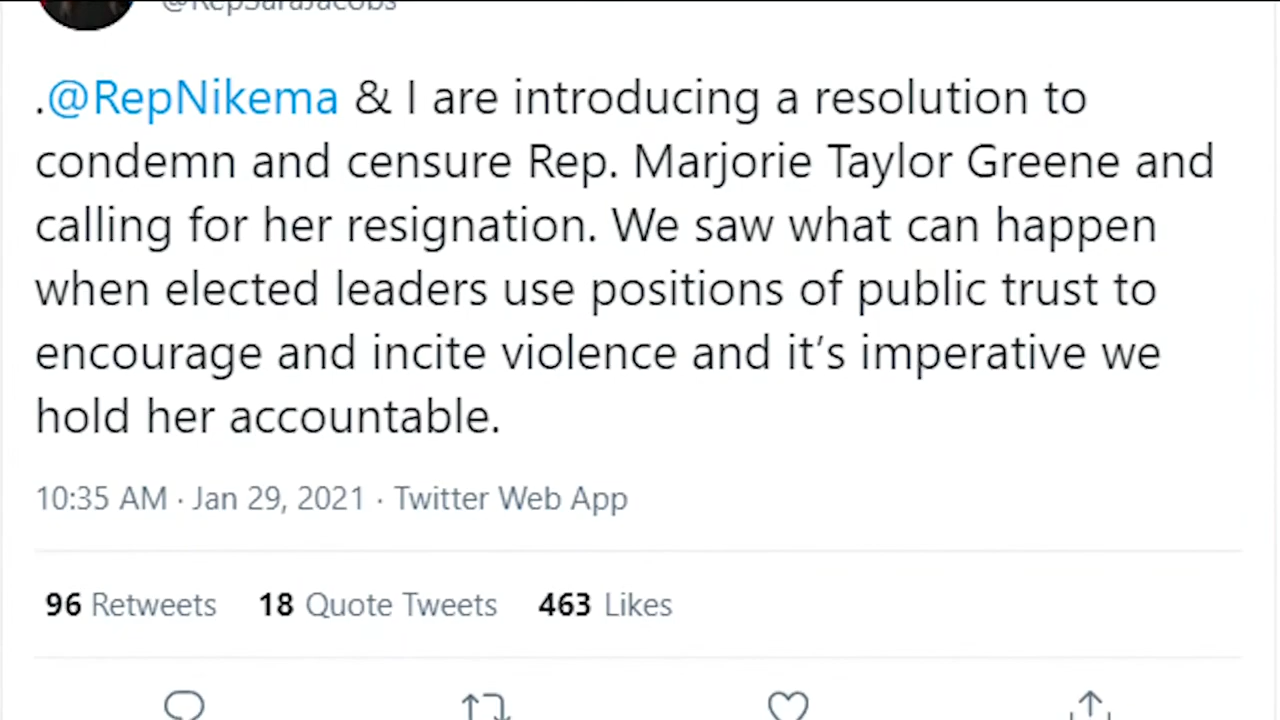 @RepSaraJacobs
.@RepNikema & I are introducing a resolution to
condemn and censure Rep. Marjorie Taylor Greene and
calling for her resignation. We saw what can happen
when elected leaders use positions of public trust to
encourage and incite violence and it’s imperative we
hold her accountable.
10:35 AM · Jan 29, 2021 · Twitter Web App
96 Retweets 18 Quote Tweets 463 Likes